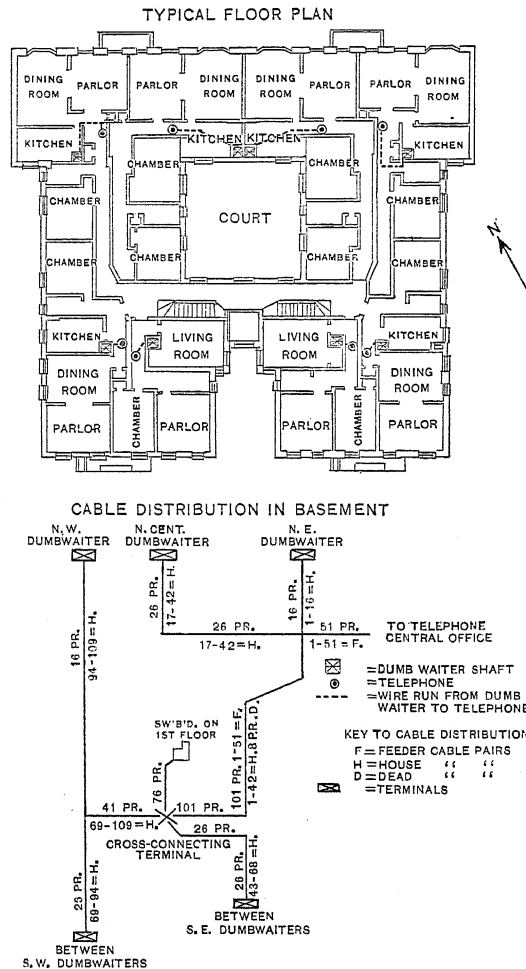 TYPICAL FLOOR PLAN
DINING
ROOM
PARLOR
PARLOR
DINING
ROOM
DINING
ROOM
PARLOR
PARLOR
DINING
ROOM
KITCHEN
KITCHEN
KITCHEN
KITCHEN
CHAMBER
CHAMBER
CHAMBER
CHAMBER
COURT
N
CHAMBER
CHAMBER
CHAMBER
CHAMBER
KITCHEN
LIVING
ROOM
LIVING
ROOM
KITCHEN
DINING
ROOM
DINING
ROOM
PARLOR
CHAMBER
PARLOR
PARLOR
CHAMBER
PARLOR
CABLE DISTRIBUTION IN BASEMENT
N.W.
DUMBWAITER
N.CENT.
DUMBWAITER
N.E.
DUMBWAITER
16 PR.
94-109=H.
26 PR.
17-42=H.
16 PR.
1-16=H.
26 PR.
17-42=H.
51 PR.
1-51=F.
TO TELEPHONE
CENTRAL OFFICE
=DUMB WAITER SHAFT
=TELEPHONE
=WIRE RUN FROM DUMB
WAITER TO TELEPHONE
KEY TO CABLE DISTRIBUTION
F=FEEDER CABLE PAIRS
H=HOUSE " "
D=DEAD " "
=TERMINALS
SW'B'D. ON
1ST FLOOR
76 PR.
101 PR. 1-51=F.
1-42=H.8 P.R.D.
41 PR.
69-109=H.
101 PR.
26 PR.
CROSS-CONNECTING
TERMINAL
25 PR.
69-94=H.
26 PR.
43-68=H.
BETWEEN
S.W. DUMBWAITERS
BETWEEN
S.E. DUMBWAITERS